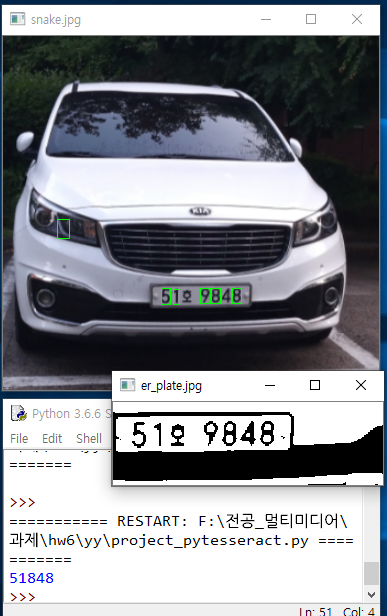 snake.jpg
KIA
51호 9848
er_plate.jpg
51호 9848
Python 3.6.6 S
File Edit Shell
=======
>>>
=========== RESTART: F:\전공_멀티미디어\
과제\hw6\yy\project_pytesseract.py ====
=======
51848
>>>
Ln: 51 Col: 4